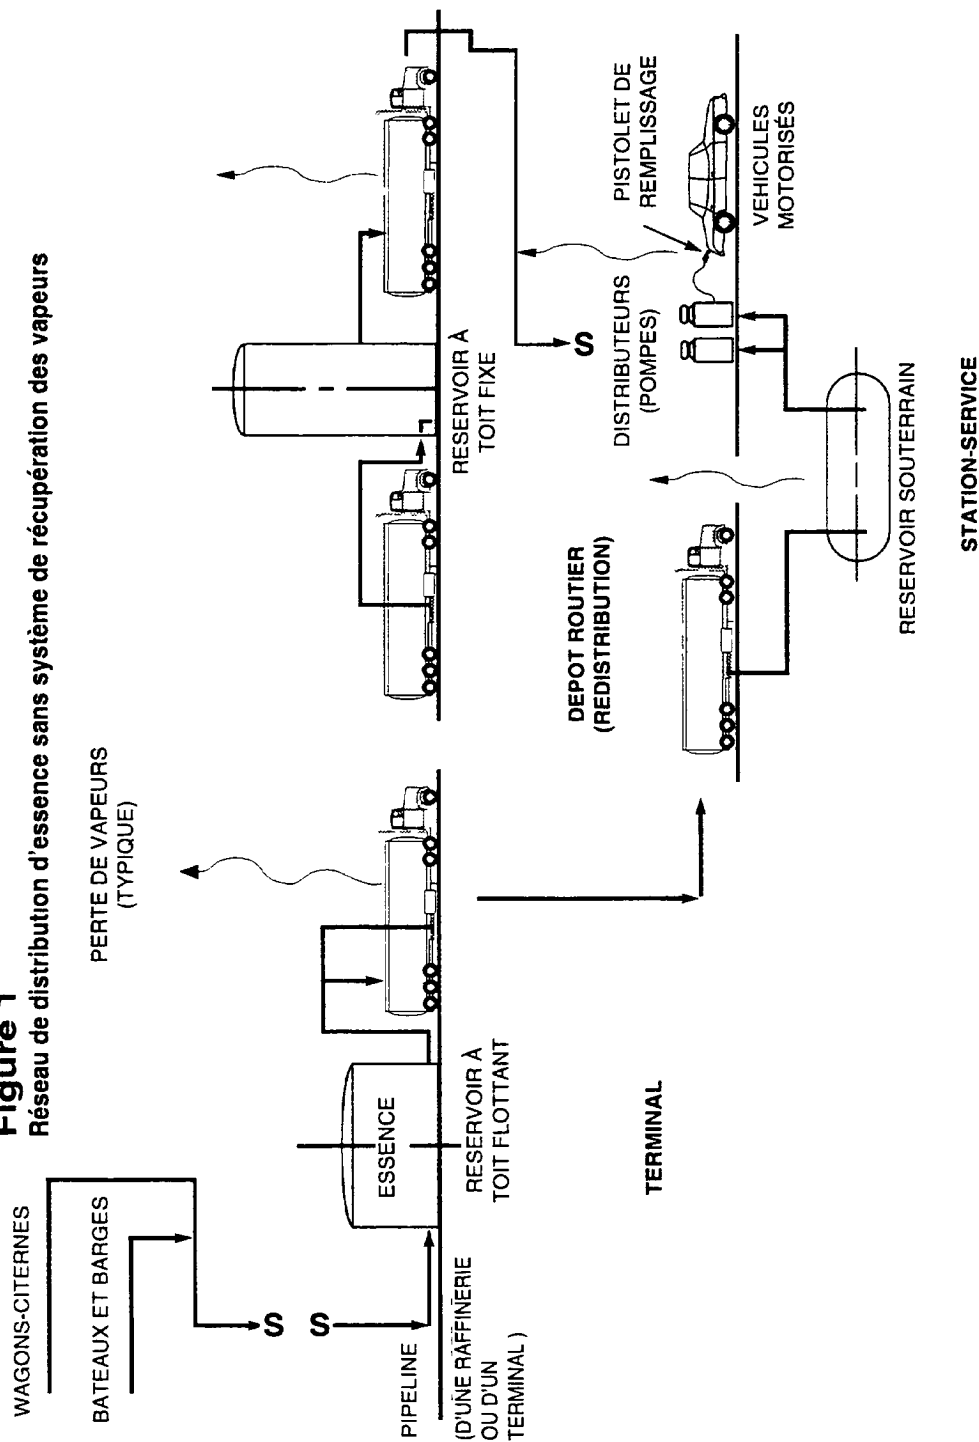 Figure 1
Réseau de distribution d'essence sans système de récupération des vapeurs
WAGONS-CITERNES
BATEAUX ET BARGES
S
S
PIPELINE
(D'UNE RAFFINERIE
OU D'UN
TERMINAL)
ESSENCE
RESERVOIR À
TOIT FLOTTANT
TERMINAL
PERTE DE VAPEURS
(TYPIQUE)
RESERVOIR À
TOIT FIXE
DEPOT ROUTIER
(REDISTRIBUTION)
S
DISTRIBUTEURS
(POMPES)
PISTOLET DE
REMPLISSAGE
VEHICULES
MOTORISÉS
RESERVOIR SOUTERRAIN
STATION-SERVICE